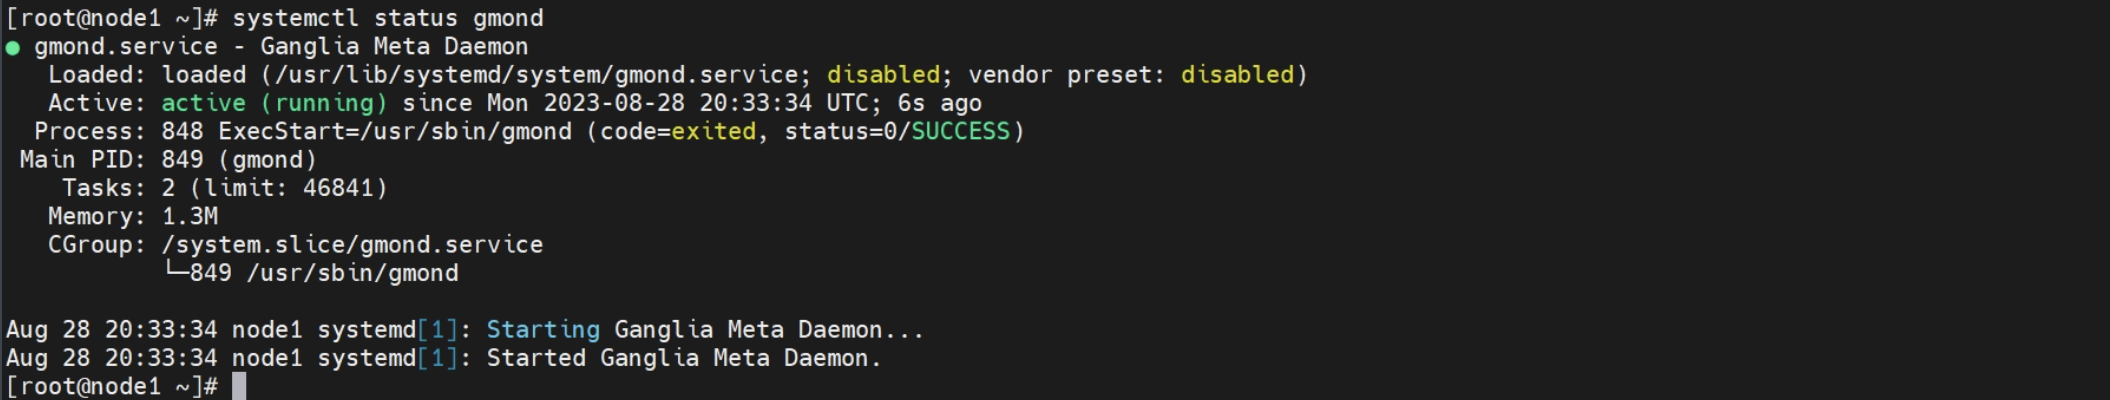 [root@node1 ~]# systemctl status gmond
● gmond.service - Ganglia Meta Daemon
   Loaded: loaded (/usr/lib/systemd/system/gmond.service; disabled; vendor preset: disabled)
   Active: active (running) since Mon 2023-08-28 20:33:34 UTC; 6s ago
  Process: 848 ExecStart=/usr/sbin/gmond (code=exited, status=0/SUCCESS)
 Main PID: 849 (gmond)
    Tasks: 2 (limit: 46841)
   Memory: 1.3M
   CGroup: /system.slice/gmond.service
           └─849 /usr/sbin/gmond

Aug 28 20:33:34 node1 systemd[1]: Starting Ganglia Meta Daemon...
Aug 28 20:33:34 node1 systemd[1]: Started Ganglia Meta Daemon.
[root@node1 ~]#